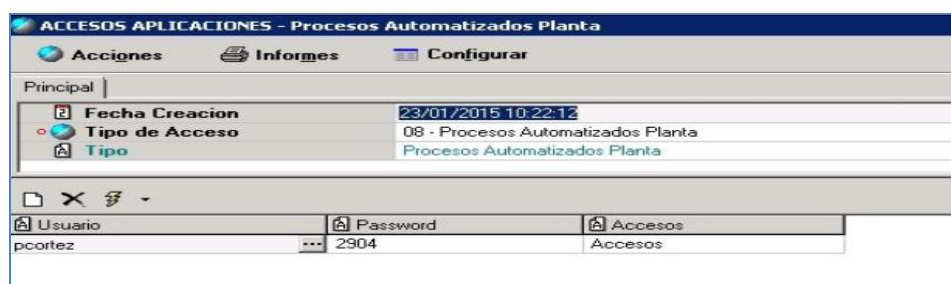 ACCESOS APLICACIONES - Procesos Automatizados Planta
Acciones Informes Configurar
Principal
Fecha Creacion 23/01/2015 10:22:12
Tipo de Acceso 08 - Procesos Automatizados Planta
Tipo Procesos Automatizados Planta
Usuario Password Accesos
pcortez ... 2904 Accesos